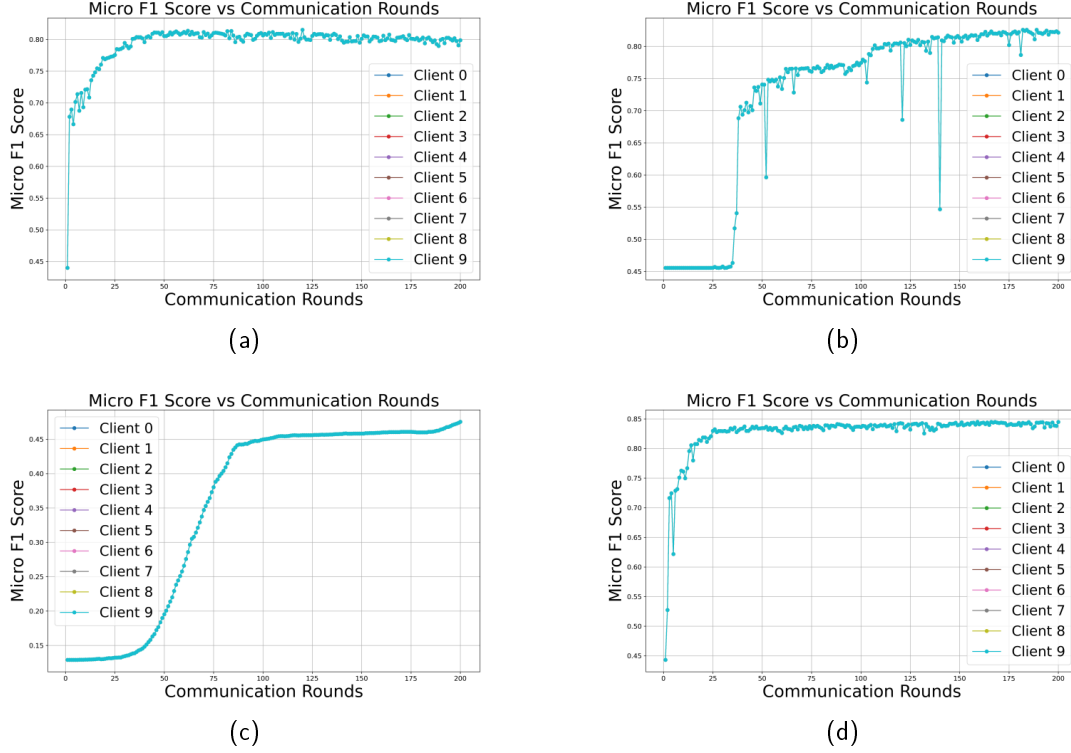 Micro F1 Score vs Communication Rounds
Micro F1 Score
0.80
0.75
0.70
0.65
0.60
0.55
0.50
0.45
Client 0
Client 1
Client 2
Client 3
Client 4
Client 5
Client 6
Client 7
Client 8
Client 9
0 25 50 75 100 125 150 175 200
Communication Rounds
(a)
Micro F1 Score vs Communication Rounds
Micro F1 Score
0.80
0.75
0.70
0.65
0.60
0.55
0.50
0.45
Client 0
Client 1
Client 2
Client 3
Client 4
Client 5
Client 6
Client 7
Client 8
Client 9
0 25 50 75 100 125 150 175 200
Communication Rounds
(b)
Micro F1 Score vs Communication Rounds
Micro F1 Score
0.45
0.40
0.35
0.30
0.25
0.20
0.15
Client 0
Client 1
Client 2
Client 3
Client 4
Client 5
Client 6
Client 7
Client 8
Client 9
0 25 50 75 100 125 150 175 200
Communication Rounds
(c)
Micro F1 Score vs Communication Rounds
Micro F1 Score
0.85
0.80
0.75
0.70
0.65
0.60
0.55
0.50
0.45
Client 0
Client 1
Client 2
Client 3
Client 4
Client 5
Client 6
Client 7
Client 8
Client 9
0 25 50 75 100 125 150 175 200
Communication Rounds
(d)